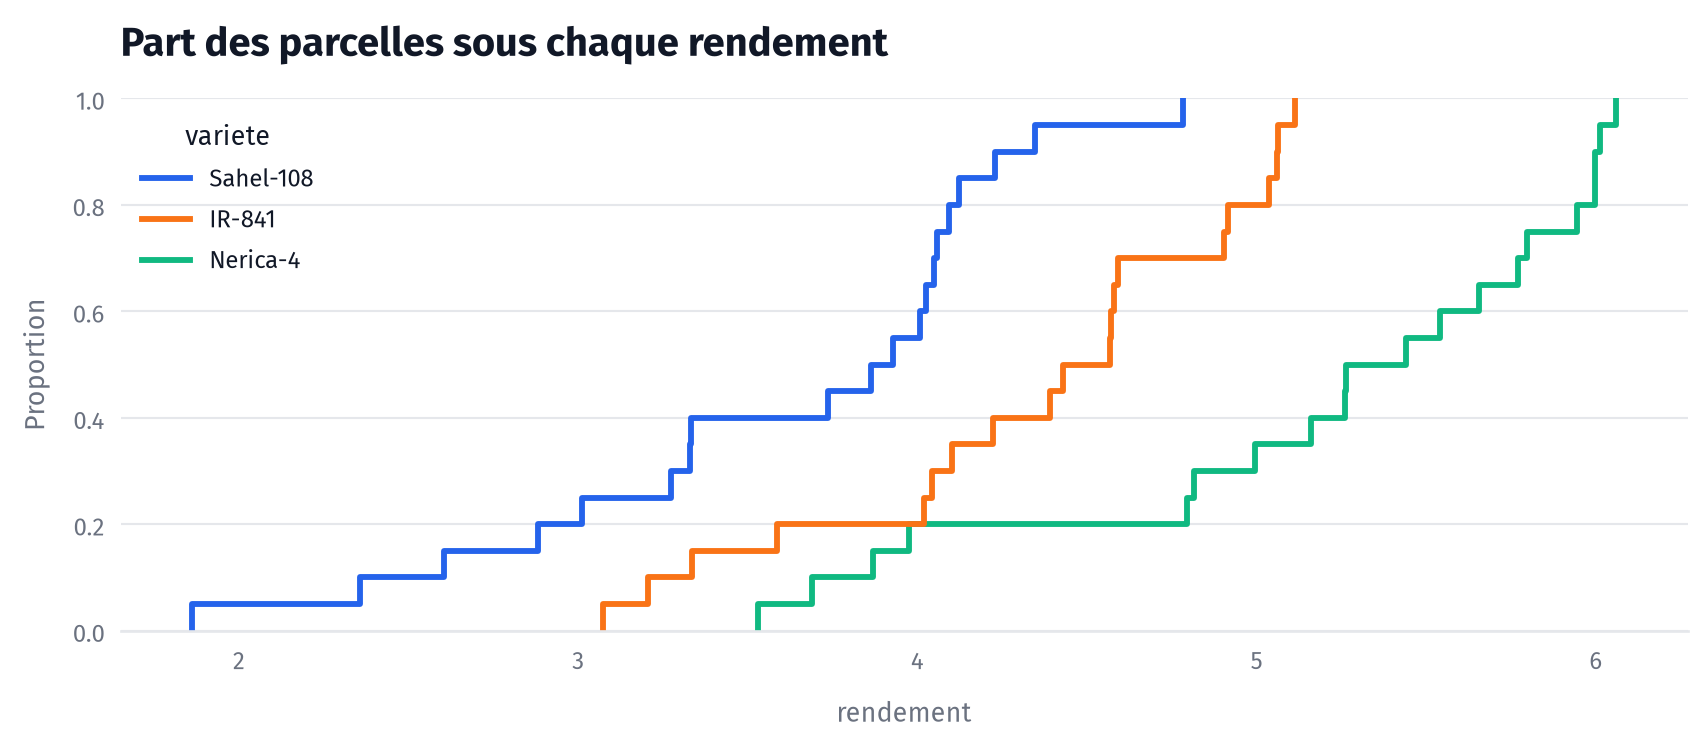 Part des parcelles sous chaque rendement
1.0
0.8
0.6
0.4
0.2
0.0
Proportion
variete
Sahel-108
IR-841
Nerica-4
2 3 4 5 6
rendement